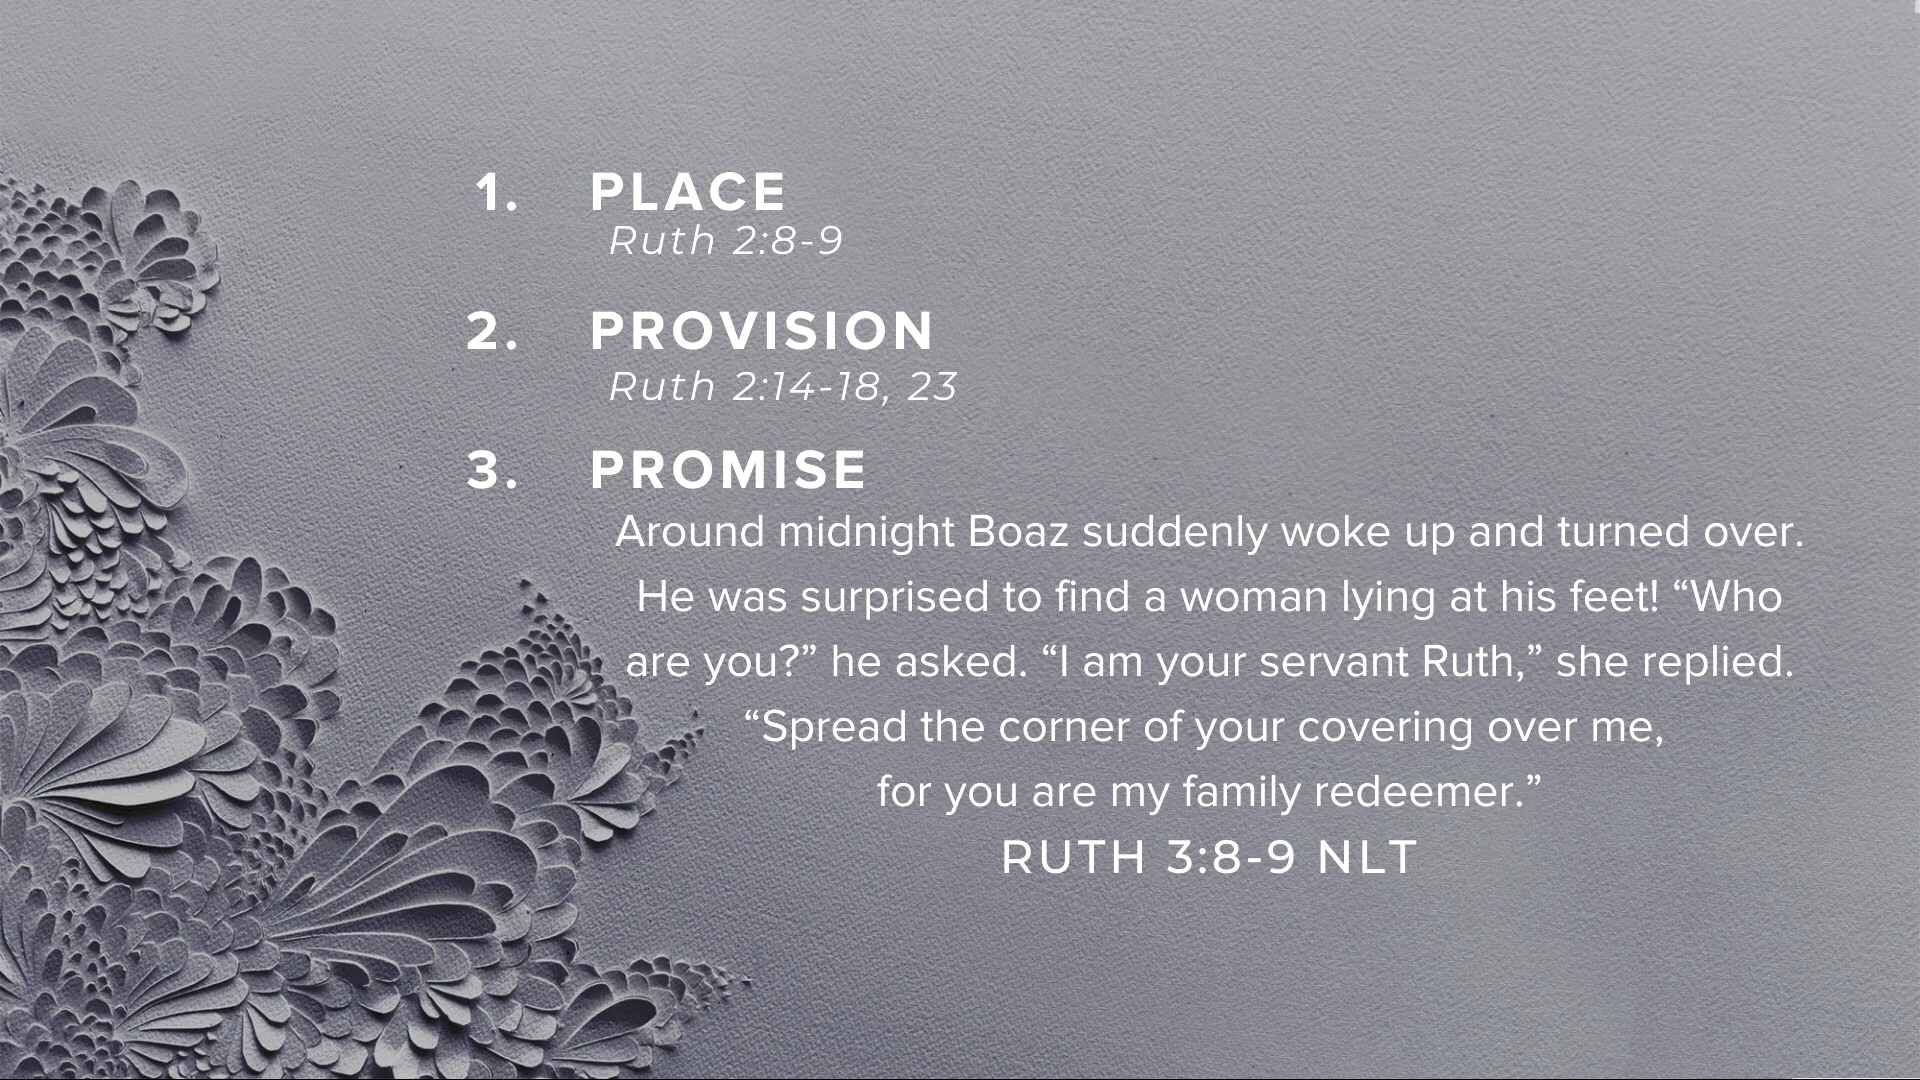 1. PLACE
Ruth 2:8-9
2. PROVISION
Ruth 2:14-18, 23
3. PROMISE
Around midnight Boaz suddenly woke up and turned over.
He was surprised to find a woman lying at his feet! “Who
are you?” he asked. “I am your servant Ruth,” she replied.
“Spread the corner of your covering over me,
for you are my family redeemer.”
RUTH 3:8-9 NLT